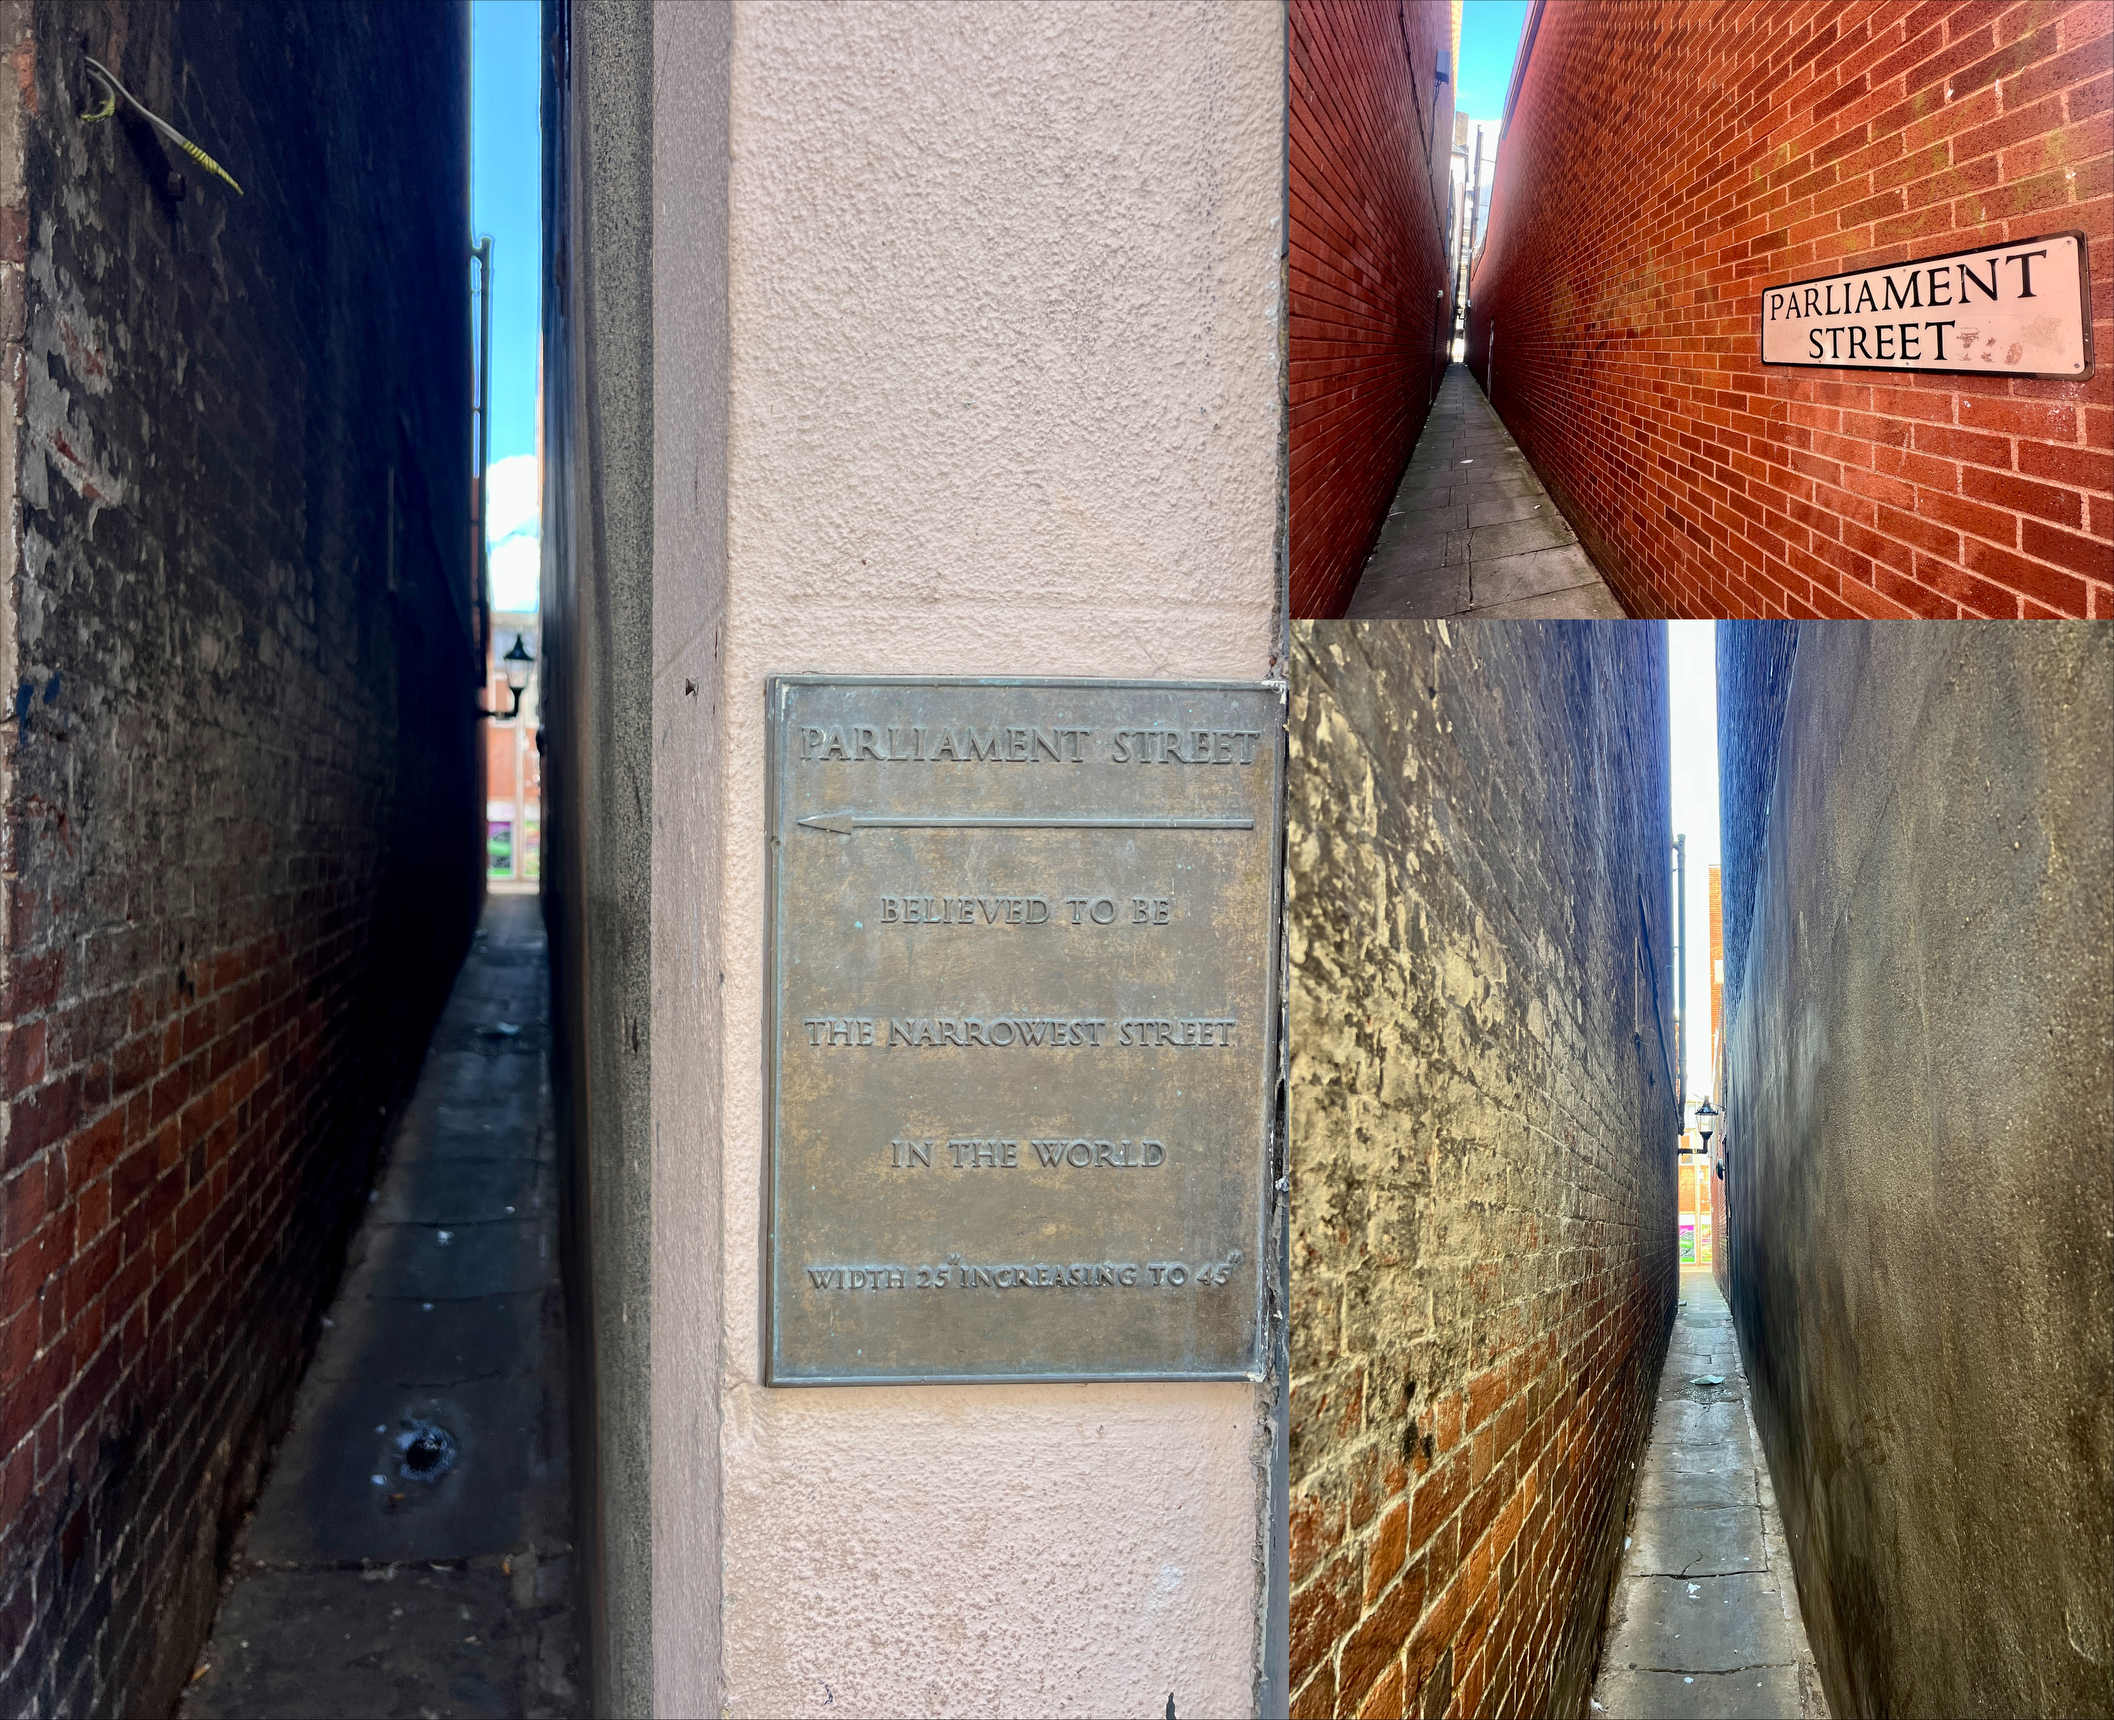 PARLIAMENT STREET
BELIEVED TO BE
THE NARROWEST STREET
IN THE WORLD
WIDTH 25" INCREASING TO 45"
PARLIAMENT
STREET